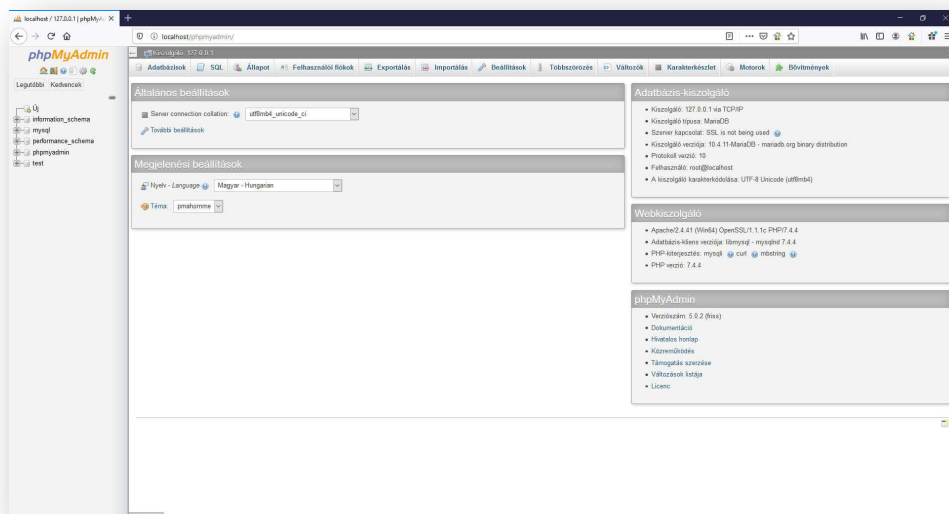 localhost / 127.0.0.1 | phpMyAd
localhost/phpmyadmin/
phpMyAdmin
Legutóbbi Kedvencek
Új
information_schema
mysql
performance_schema
phpmyadmin
test
Kiszolgáló: 127.0.0.1
Adatbázisok SQL Állapot Felhasználói fiókok Exportálás Importálás Beállítások Többszörözés Változók Karakterkészlet Motorok Bővítmények
Általános beállítások
Server connection collation: utf8mb4_unicode_ci
További beállítások
Megjelenési beállítások
Nyelv - Language Magyar - Hungarian
Téma: pmahomme
Adatbázis-kiszolgáló
Kiszolgáló: 127.0.0.1 via TCP/IP
Kiszolgáló típusa: MariaDB
Szerver kapcsolat: SSL is not being used
Kiszolgáló verziója: 10.4.11-MariaDB - mariadb.org binary distribution
Protokoll verzió: 10
Felhasználó: root@localhost
A kiszolgáló karakterkódolása: UTF-8 Unicode (utf8mb4)
Webkiszolgáló
Apache/2.4.41 (Win64) OpenSSL/1.1.1c PHP/7.4.4
Adatbázis-kliens verziója: libmysql - mysqlnd 7.4.4
PHP-kiterjesztés: mysqli curl mbstring
PHP verzió: 7.4.4
phpMyAdmin
Verziószám: 5.0.2 (friss)
Dokumentáció
Hivatalos honlap
Közreműködés
Támogatás szerzése
Változások listája
Licenc